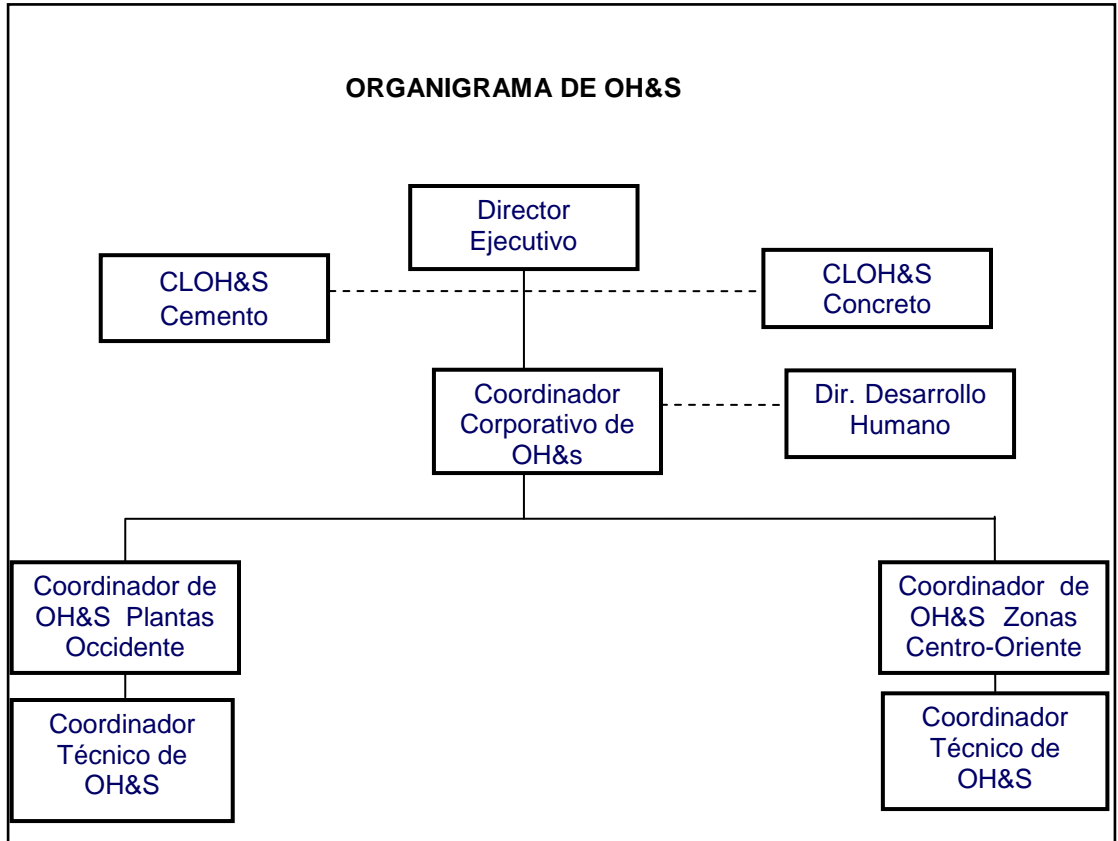 ORGANIGRAMA DE OH&S
Director
Ejecutivo
CLOH&S
Cemento
CLOH&S
Concreto
Coordinador
Corporativo de
OH&s
Dir. Desarrollo
Humano
Coordinador de
OH&S Plantas
Occidente
Coordinador de
OH&S Zonas
Centro-Oriente
Coordinador
Técnico de
OH&S
Coordinador
Técnico de
OH&S